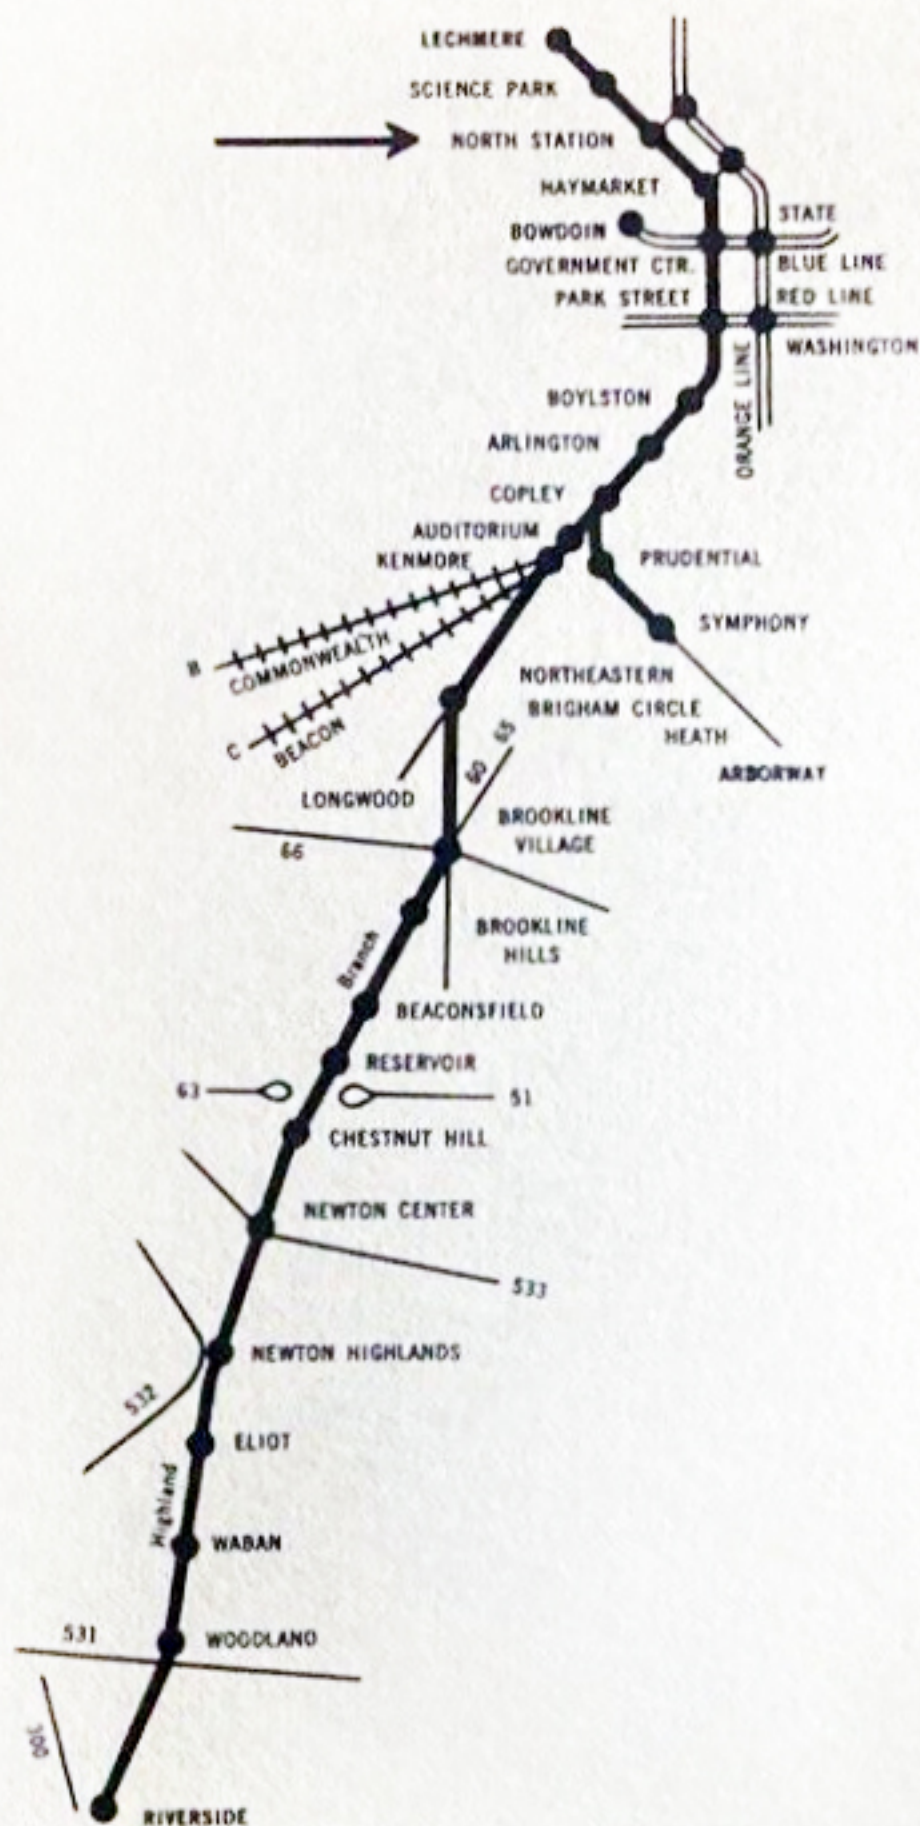 LECHMERE
SCIENCE PARK
NORTH STATION
HAYMARKET
STATE
BOWDOIN
GOVERNMENT CTR.
BLUE LINE
PARK STREET
RED LINE
WASHINGTON
ORANGE LINE
BOYLSTON
ARLINGTON
COPLEY
AUDITORIUM
KENMORE
PRUDENTIAL
SYMPHONY
B
COMMONWEALTH
NORTHEASTERN
BRIGHAM CIRCLE
HEATH
ARBORWAY
C
BEACON
65
60
LONGWOOD
BROOKLINE
VILLAGE
66
BROOKLINE
HILLS
Branch
BEACONSFIELD
RESERVOIR
63
51
CHESTNUT HILL
NEWTON CENTER
533
NEWTON HIGHLANDS
532
ELIOT
Highland
WABAN
531
WOODLAND
300
RIVERSIDE